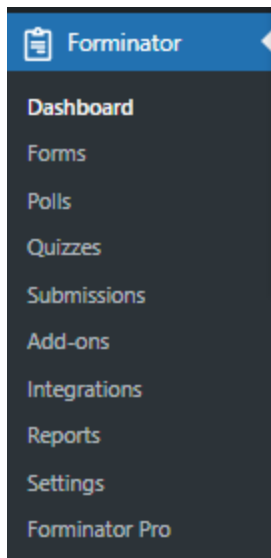 Forminator
Dashboard
Forms
Polls
Quizzes
Submissions
Add-ons
Integrations
Reports
Settings
Forminator Pro